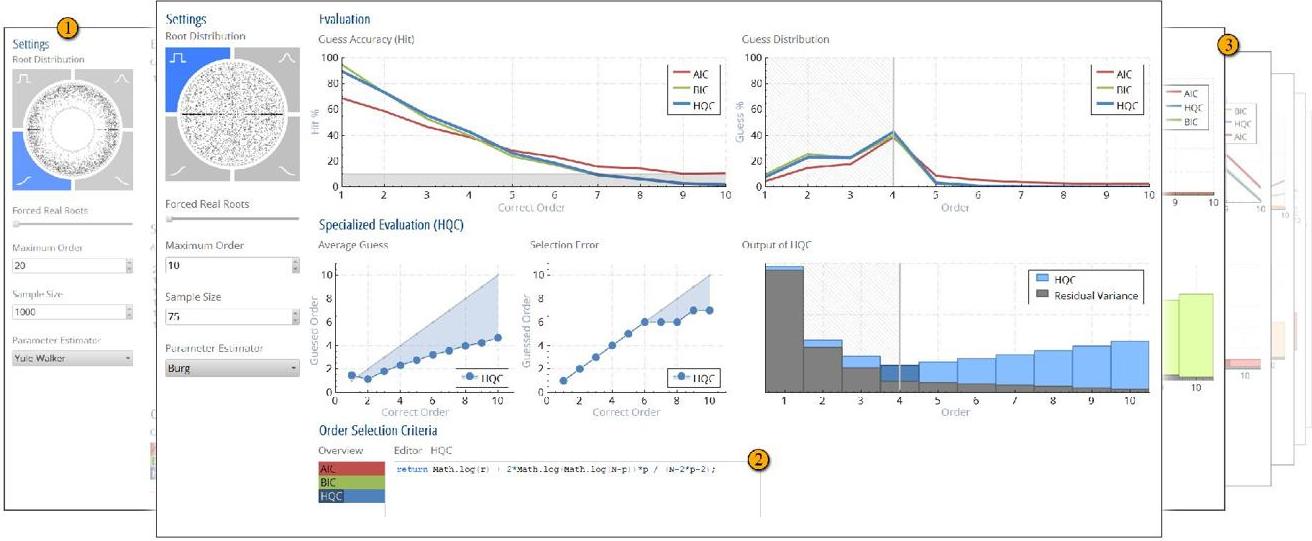 1
Settings
Root Distribution
Forced Real Roots
Maximum Order
20
Sample Size
1000
Parameter Estimator
Yule Walker
Settings
Root Distribution
Forced Real Roots
Maximum Order
10
Sample Size
75
Parameter Estimator
Burg
Evaluation
Guess Accuracy (Hit)
Hit %
100
80
60
40
20
0
1 2 3 4 5 6 7 8 9 10
Correct Order
AIC
BIC
HQC
Guess Distribution
Guess %
100
80
60
40
20
0
1 2 3 4 5 6 7 8 9 10
Order
AIC
BIC
HQC
Specialized Evaluation (HQC)
Average Guess
Guessed Order
10
8
6
4
2
0
0 2 4 6 8 10
Correct Order
HQC
Selection Error
Guessed Order
10
8
6
4
2
0
0 2 4 6 8 10
Correct Order
HQC
Output of HQC
HQC
Residual Variance
1 2 3 4 5 6 7 8 9 10
Order
Order Selection Criteria
Overview
AIC
BIC
HQC
Editor HQC
return Math.log(r) + 2*Math.log(Math.log(N-p))*p / (N-2*p-2);
2
3
AIC
HQC
BIC
9 10
10
BIC
HQC
AIC
10
10
10